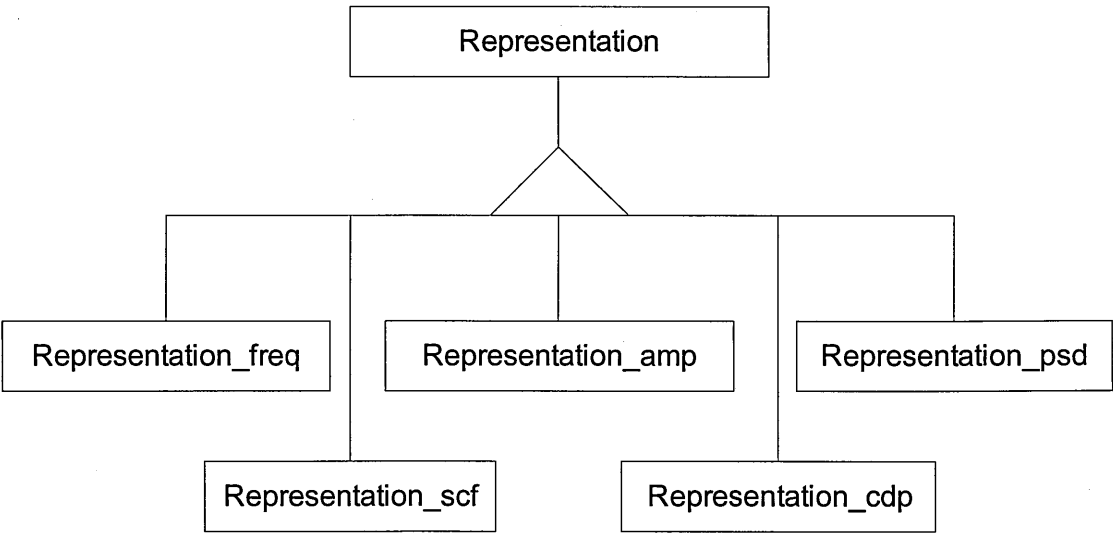 Representation
Representation_freq
Representation_amp
Representation_psd
Representation_scf
Representation_cdp